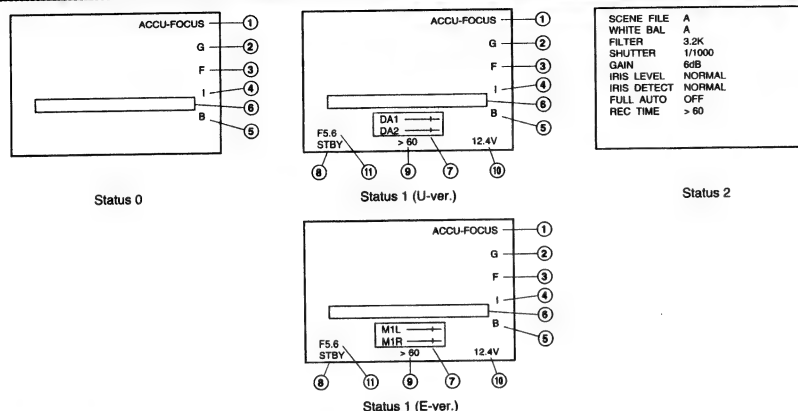 ACCU-FOCUS ①
G ②
F ③
I ④
⑥
B ⑤
Status 0
ACCU-FOCUS ①
G ②
F ③
I ④
⑥
DA1
DA2
B ⑤
F5.6
STBY
> 60
12.4V
⑧ ⑪ ⑨ ⑦ ⑩
Status 1 (U-ver.)
SCENE FILE A
WHITE BAL A
FILTER 3.2K
SHUTTER 1/1000
GAIN 6dB
IRIS LEVEL NORMAL
IRIS DETECT NORMAL
FULL AUTO OFF
REC TIME > 60
Status 2
ACCU-FOCUS ①
G ②
F ③
I ④
⑥
M1L
M1R
B ⑤
F5.6
STBY
> 60
12.4V
⑧ ⑪ ⑨ ⑦ ⑩
Status 1 (E-ver.)